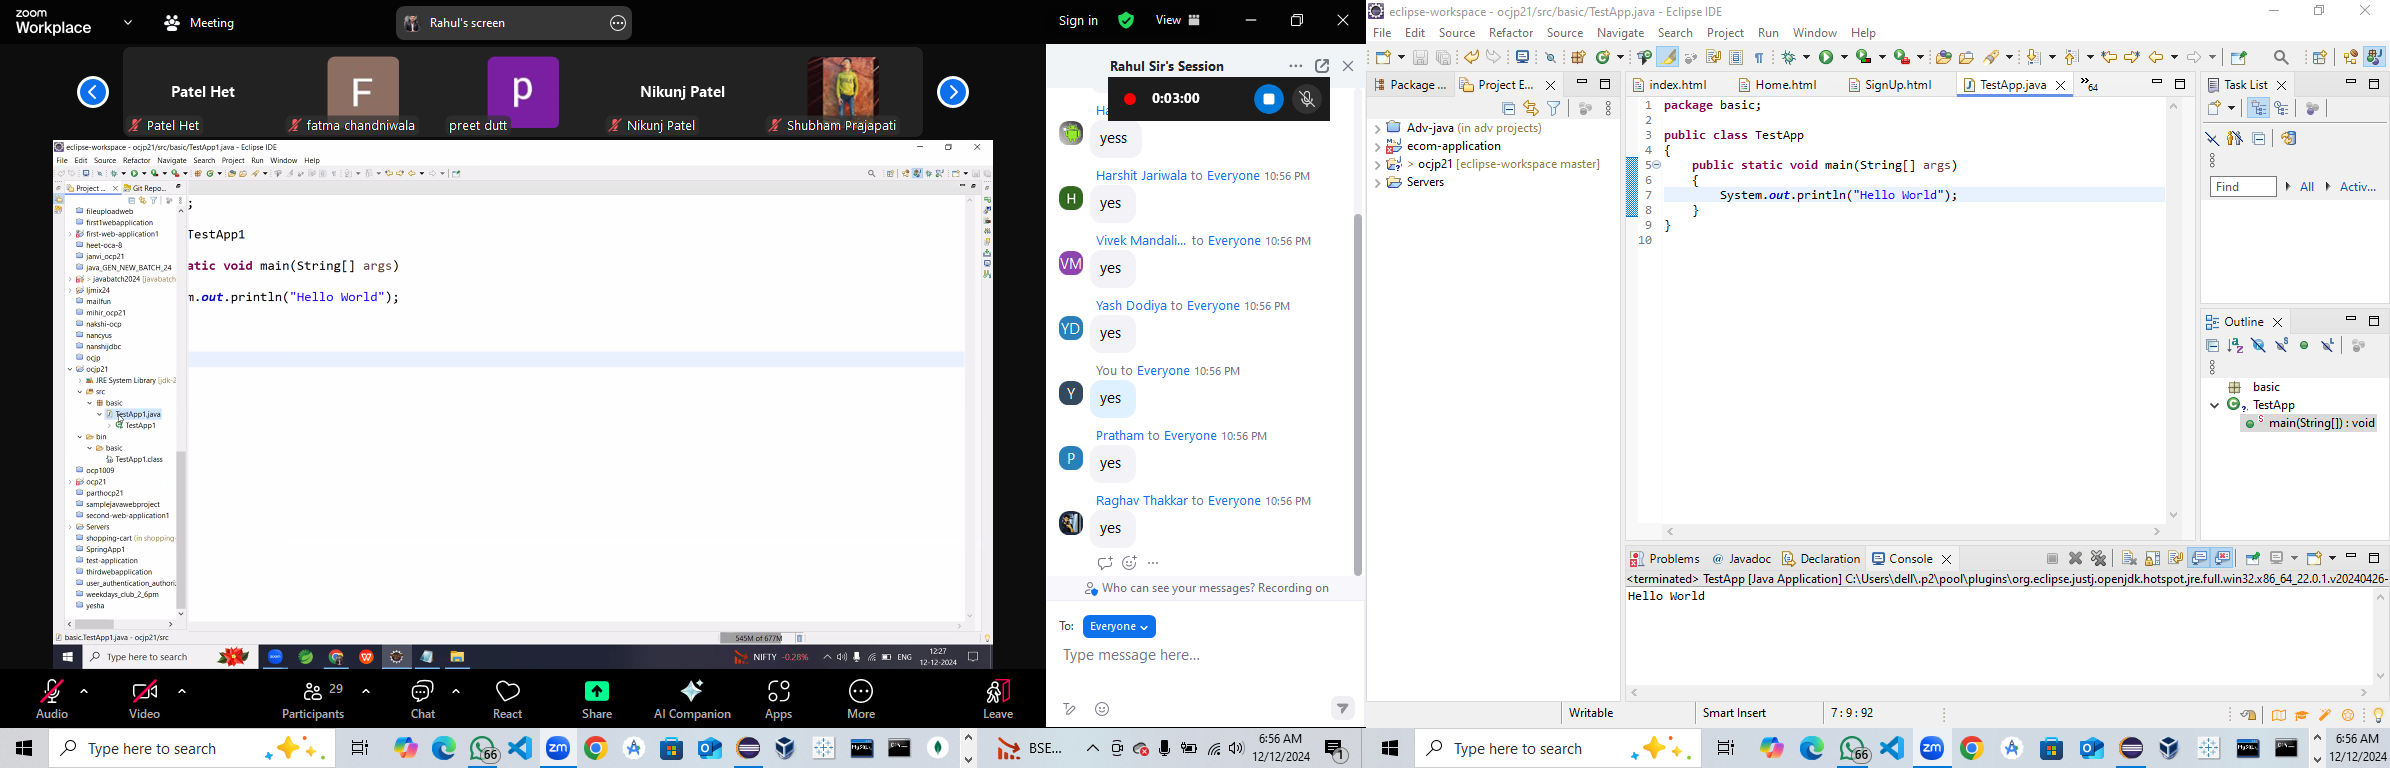 zoom
Workplace
Meeting
Rahul's screen
Patel Het
F
p
Nikunj Patel
Patel Het
fatma chandniwala
preet dutt
Nikunj Patel
Shubham Prajapati
eclipse-workspace - ocjp21/src/basic/TestApp1.java - Eclipse IDE
File Edit Source Refactor Navigate Search Project Run Window Help
Project ...
Git Repo...
fileuploadweb
first1webapplication
first-web-application1
heet-oca-8
janvi_ocp21
java_GEN_NEW_BATCH_24
> javabatch2024 [javabatch
ljmix24
mailfun
mihir_ocp21
nakshi-ocp
nancyus
nanshijdbc
ocjp
ocjp21
JRE System Library [jdk-2
src
basic
TestApp1.java
TestApp1
bin
basic
TestApp1.class
ocp1009
ocp21
parthocp21
samplejavawebproject
second-web-application1
Servers
shopping-cart (in shopping-
SpringApp1
test-application
thirdwebapplication
user_authentication_authori
weekdays_club_2_6pm
yesha
;
TestApp1
atic void main(String[] args)
m.out.println("Hello World");
basic.TestApp1.java - ocjp21/src
545M of 677M
Type here to search
NIFTY -0.28%
ENG
12:27
12-12-2024
Audio
Video
29
Participants
Chat
React
Share
AI Companion
Apps
More
Leave
Sign in
View
Rahul Sir's Session
0:03:00
Ha
yess
Harshit Jariwala to Everyone 10:56 PM
H
yes
Vivek Mandali... to Everyone 10:56 PM
VM
yes
Yash Dodiya to Everyone 10:56 PM
YD
yes
You to Everyone 10:56 PM
Y
yes
Pratham to Everyone 10:56 PM
P
yes
Raghav Thakkar to Everyone 10:56 PM
yes
Who can see your messages? Recording on
To: Everyone
Type message here...
Type here to search
66
zm
BSE...
6:56 AM
12/12/2024
1
eclipse-workspace - ocjp21/src/basic/TestApp.java - Eclipse IDE
File Edit Source Refactor Source Navigate Search Project Run Window Help
Package ...
Project E...
Adv-java (in adv projects)
ecom-application
> ocjp21 [eclipse-workspace master]
Servers
index.html
Home.html
SignUp.html
TestApp.java
»64
1 package basic;
2
3 public class TestApp
4 {
5 public static void main(String[] args)
6 {
7 System.out.println("Hello World");
8 }
9 }
10
Task List
Find
All
Activ...
Outline
basic
TestApp
main(String[]) : void
Problems
Javadoc
Declaration
Console
<terminated> TestApp [Java Application] C:\Users\dell\.p2\pool\plugins\org.eclipse.justj.openjdk.hotspot.jre.full.win32.x86_64_22.0.1.v20240426-
Hello World
Writable
Smart Insert
7 : 9 : 92
Type here to search
66
zm
6:56 AM
12/12/2024